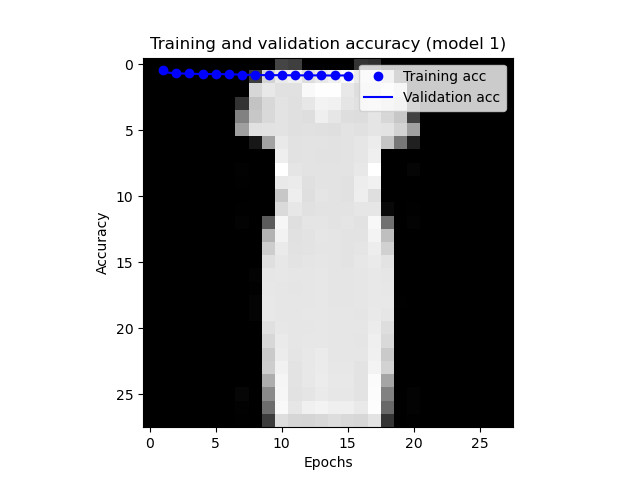 Training and validation accuracy (model 1)
Training acc
Validation acc
0
5
10
15
20
25
Accuracy
0
5
10
15
20
25
Epochs